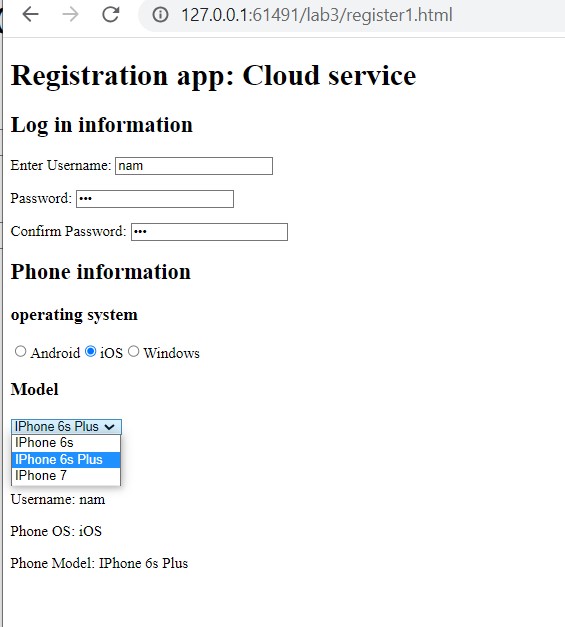 127.0.0.1:61491/lab3/register1.html
Registration app: Cloud service
Log in information
Enter Username: nam
Password: •••
Confirm Password: •••
Phone information
operating system
Android iOS Windows
Model
IPhone 6s Plus
IPhone 6s
IPhone 6s Plus
IPhone 7
Username: nam
Phone OS: iOS
Phone Model: IPhone 6s Plus